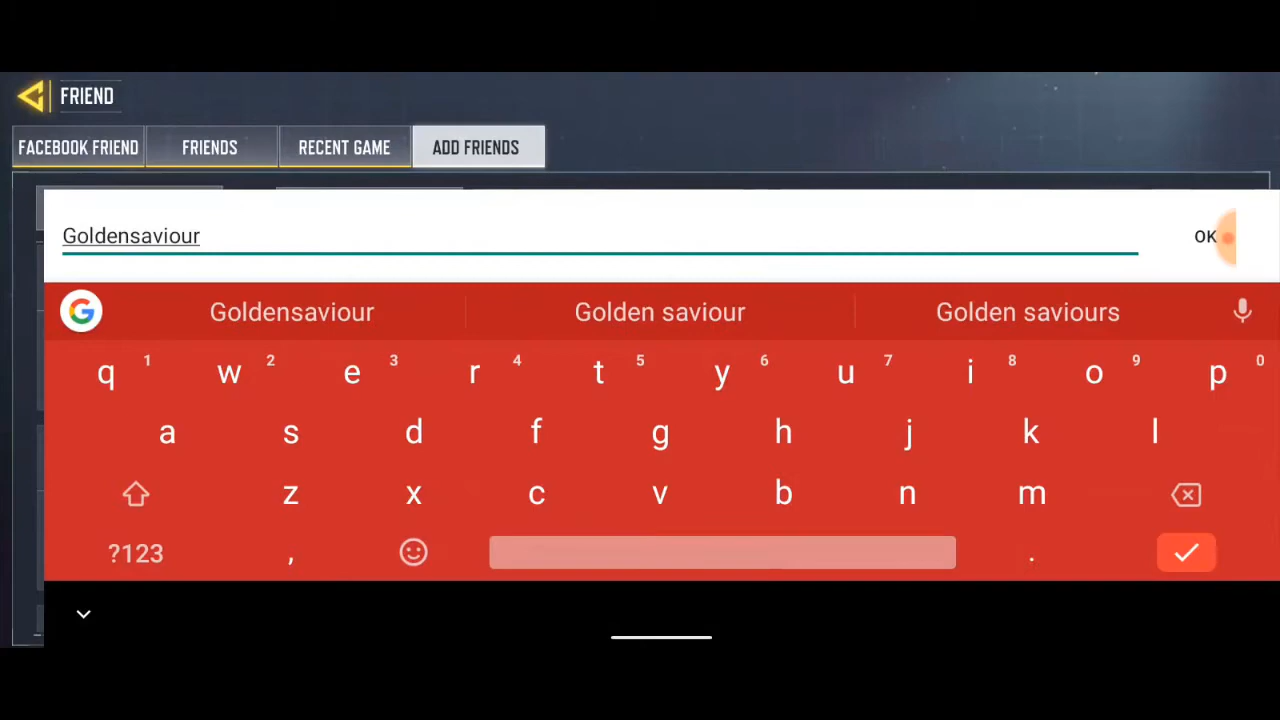 FRIEND
FACEBOOK FRIEND FRIENDS RECENT GAME ADD FRIENDS
Goldensaviour OK
Goldensaviour Golden saviour Golden saviours
q 1 w 2 e 3 r 4 t 5 y 6 u 7 i 8 o 9 p 0
a s d f g h j k l
z x c v b n m
?123 , .